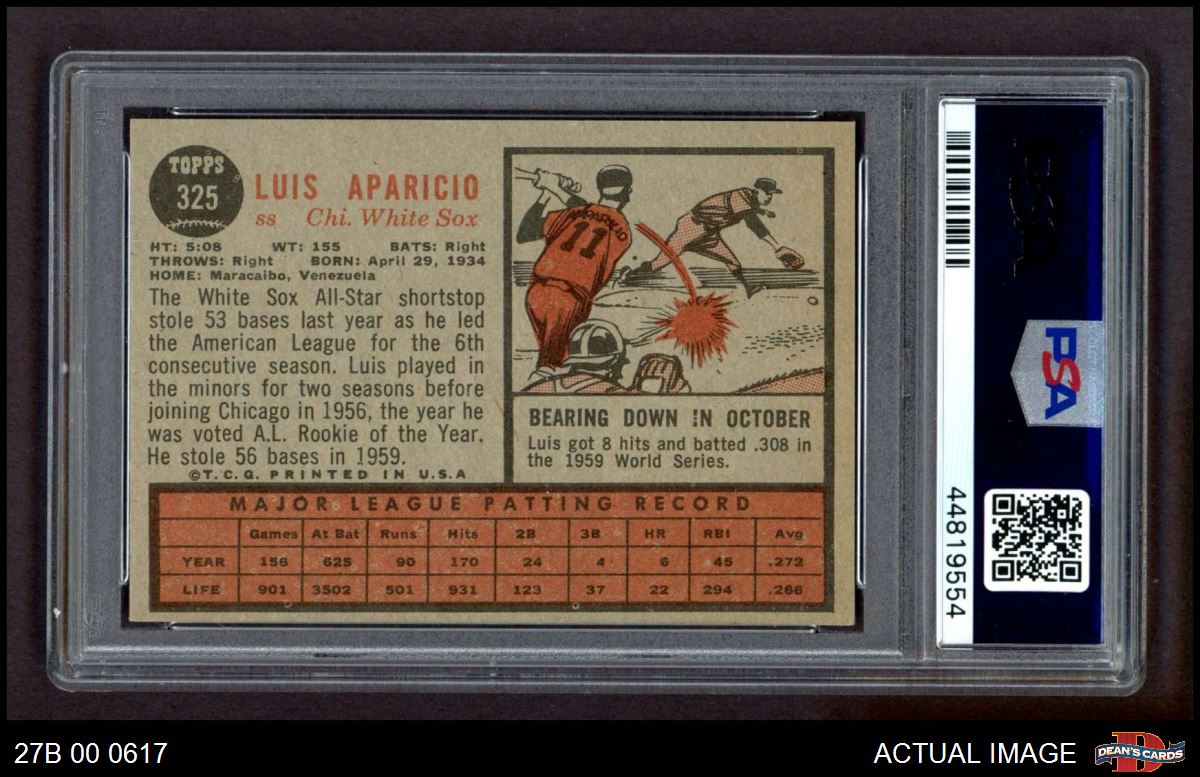 TOPPS
325
LUIS APARICIO
ss Chi. White Sox
HT: 5:08 WT: 155 BATS: Right
THROWS: Right BORN: April 29, 1934
HOME: Maracaibo, Venezuela
The White Sox All-Star shortstop
stole 53 bases last year as he led
the American League for the 6th
consecutive season. Luis played in
the minors for two seasons before
joining Chicago in 1956, the year he
was voted A.L. Rookie of the Year.
He stole 56 bases in 1959.
©T.C.G. PRINTED IN U.S.A
APARICIO
11
BEARING DOWN IN OCTOBER
Luis got 8 hits and batted .308 in
the 1959 World Series.
MAJOR LEAGUE PATTING RECORD
Games At Bat Runs Hits 2B 3B HR RBI Avg
YEAR 156 625 90 170 24 4 6 45 .272
LIFE 901 3502 501 931 123 37 22 294 .266
PSA
PSA
44819554
27B 00 0617
ACTUAL IMAGE
DEAN'S CARDS